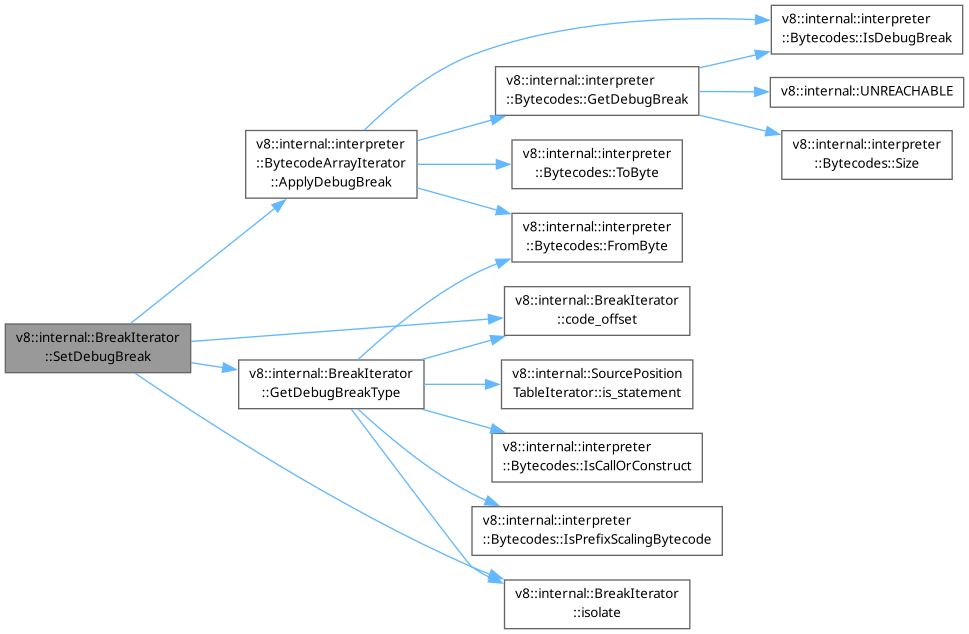 v8::internal::BreakIterator
::SetDebugBreak
v8::internal::interpreter
::BytecodeArrayIterator
::ApplyDebugBreak
v8::internal::BreakIterator
::GetDebugBreakType
v8::internal::interpreter
::Bytecodes::GetDebugBreak
v8::internal::interpreter
::Bytecodes::ToByte
v8::internal::interpreter
::Bytecodes::FromByte
v8::internal::BreakIterator
::code_offset
v8::internal::SourcePosition
TableIterator::is_statement
v8::internal::interpreter
::Bytecodes::IsCallOrConstruct
v8::internal::interpreter
::Bytecodes::IsPrefixScalingBytecode
v8::internal::BreakIterator
::isolate
v8::internal::interpreter
::Bytecodes::IsDebugBreak
v8::internal::UNREACHABLE
v8::internal::interpreter
::Bytecodes::Size